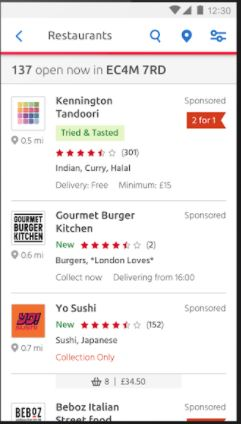 12:30
Restaurants
137 open now in EC4M 7RD
Kennington
Tandoori
Sponsored
2 for 1
Tried & Tasted
0.5 mi
(301)
Indian, Curry, Halal
Delivery: Free Minimum: £15
GOURMET
BURGER
KITCHEN
Gourmet Burger
Kitchen
Sponsored
New (2)
0.6 mi
Burgers, *London Loves*
Collect now Delivering from 16:00
YO!
SUSHI
Yo Sushi
Sponsored
New (152)
0.7 mi
Sushi, Japanese
Collection Only
8 | £34.50
BEBOZ
Beboz Italian
Street food
Sponsored